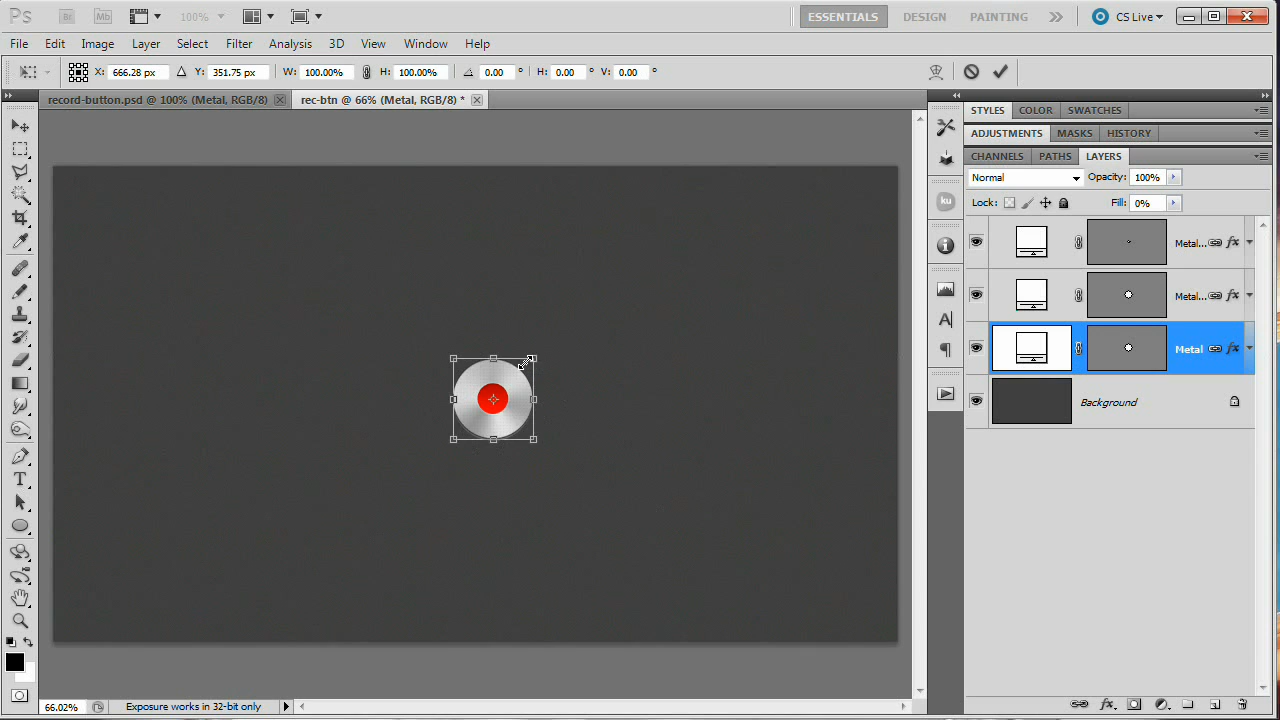 Ps Br Mb 100% ESSENTIALS DESIGN PAINTING CS Live
File Edit Image Layer Select Filter Analysis 3D View Window Help
X: 666.28 px Y: 351.75 px W: 100.00% H: 100.00% 0.00 ° H: 0.00 ° V: 0.00 °
record-button.psd @ 100% (Metal, RGB/8) rec-btn @ 66% (Metal, RGB/8) *
STYLES COLOR SWATCHES
ADJUSTMENTS MASKS HISTORY
CHANNELS PATHS LAYERS
Normal Opacity: 100%
Lock: Fill: 0%
ku
Metal... fx
Metal... fx
A
Metal fx
Background
T
66.02% Exposure works in 32-bit only
fx